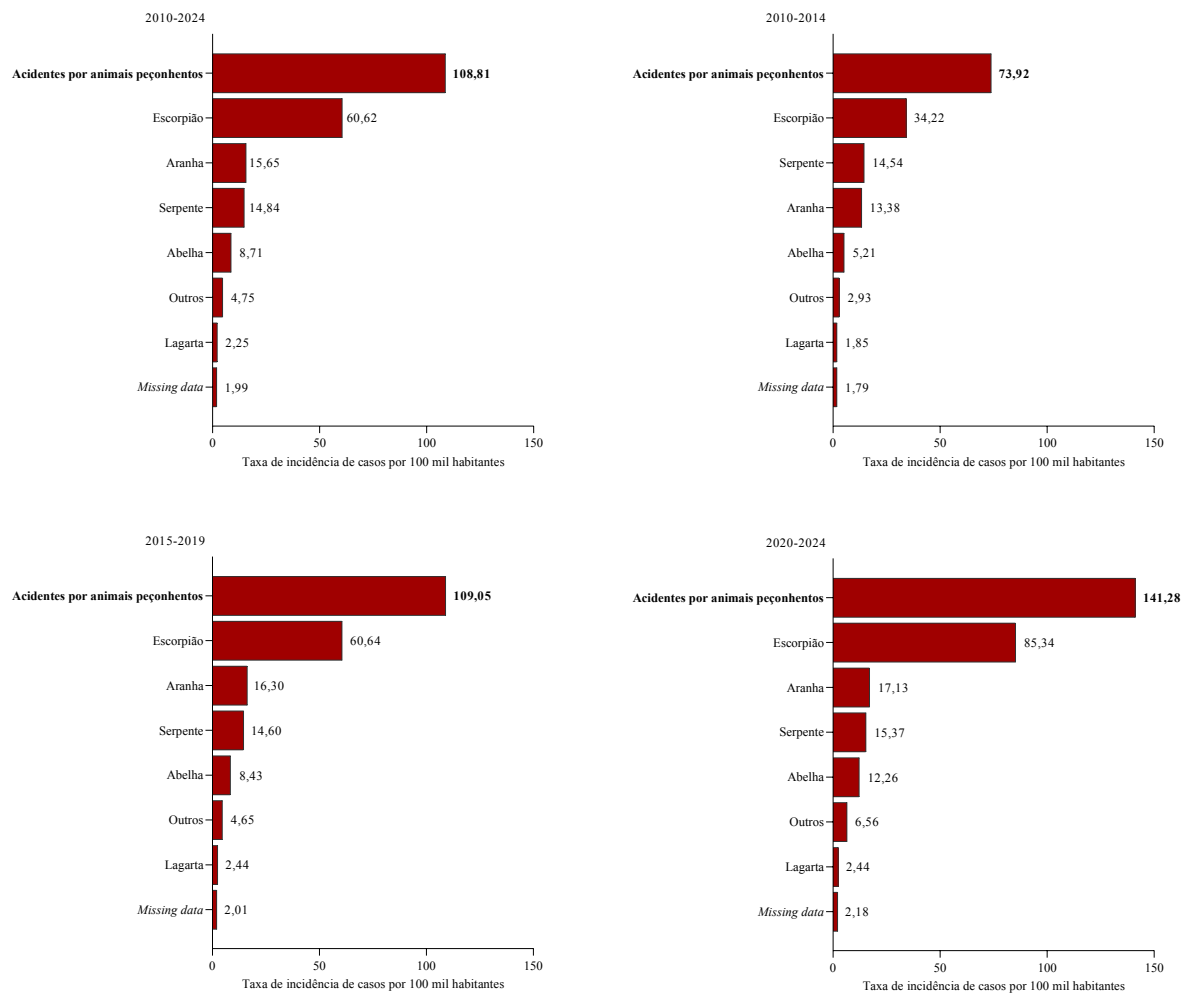 2010-2024
Acidentes por animais peçonhentos 108,81
Escorpião 60,62
Aranha 15,65
Serpente 14,84
Abelha 8,71
Outros 4,75
Lagarta 2,25
Missing data 1,99
0 50 100 150
Taxa de incidência de casos por 100 mil habitantes
2010-2014
Acidentes por animais peçonhentos 73,92
Escorpião 34,22
Serpente 14,54
Aranha 13,38
Abelha 5,21
Outros 2,93
Lagarta 1,85
Missing data 1,79
0 50 100 150
Taxa de incidência de casos por 100 mil habitantes
2015-2019
Acidentes por animais peçonhentos 109,05
Escorpião 60,64
Aranha 16,30
Serpente 14,60
Abelha 8,43
Outros 4,65
Lagarta 2,44
Missing data 2,01
0 50 100 150
Taxa de incidência de casos por 100 mil habitantes
2020-2024
Acidentes por animais peçonhentos 141,28
Escorpião 85,34
Aranha 17,13
Serpente 15,37
Abelha 12,26
Outros 6,56
Lagarta 2,44
Missing data 2,18
0 50 100 150
Taxa de incidência de casos por 100 mil habitantes